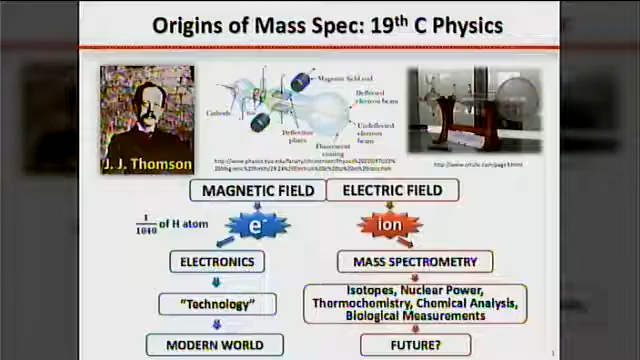 Origins of Mass Spec: 19th C Physics
Magnetic field coil
Cathode
Deflected
electron
beam
Deflection
plates
Undeflected
electron
beam
Fluorescent
coating
J. J. Thomson
MAGNETIC FIELD
ELECTRIC FIELD
of H atom
e-
ion
ELECTRONICS
MASS SPECTROMETRY
"Technology"
Isotopes, Nuclear Power,
Thermochemistry, Chemical Analysis,
Biological Measurements
MODERN WORLD
FUTURE?